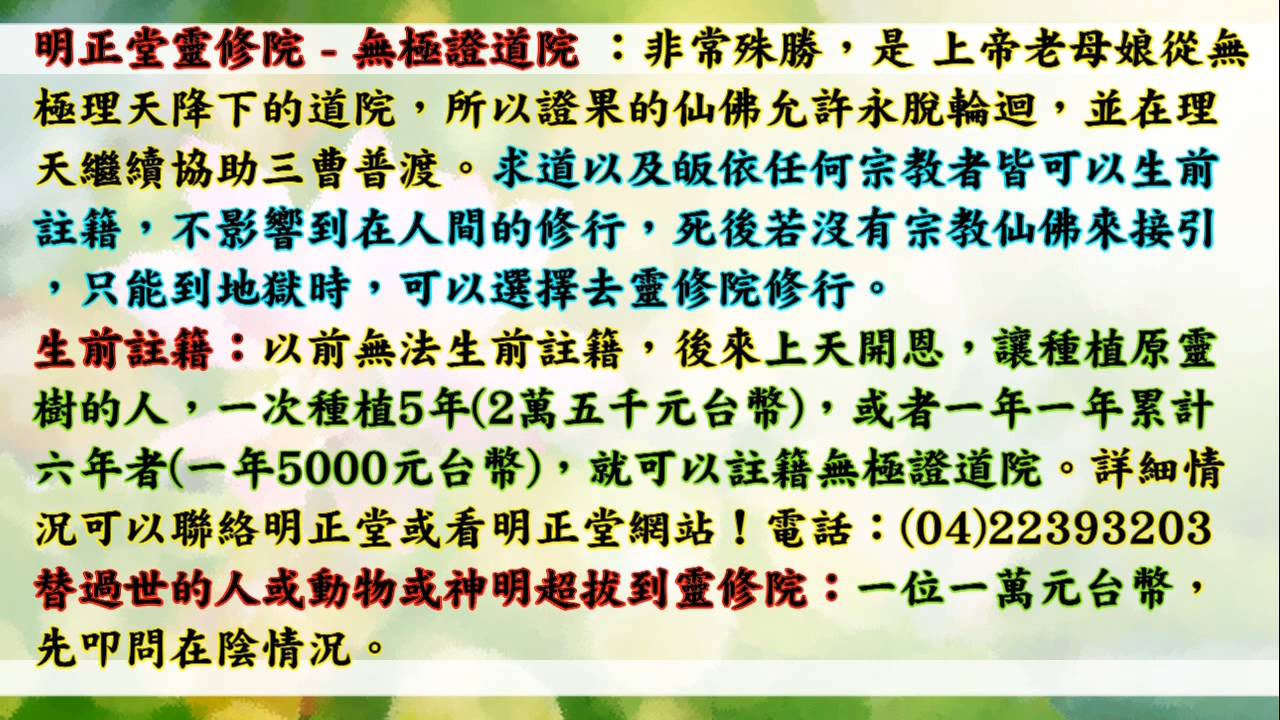 明正堂靈修院 - 無極證道院 ：非常殊勝，是 上帝老母娘從無
極理天降下的道院，所以證果的仙佛允許永脫輪迴，並在理
天繼續協助三曹普渡。求道以及皈依任何宗教者皆可以生前
註籍，不影響到在人間的修行，死後若沒有宗教仙佛來接引
，只能到地獄時，可以選擇去靈修院修行。
生前註籍：以前無法生前註籍，後來上天開恩，讓種植原靈
樹的人，一次種植5年(2萬五千元台幣)，或者一年一年累計
六年者(一年5000元台幣)，就可以註籍無極證道院。詳細情
況可以聯絡明正堂或看明正堂網站！電話：(04)22393203
替過世的人或動物或神明超拔到靈修院：一位一萬元台幣，
先叩問在陰情況。